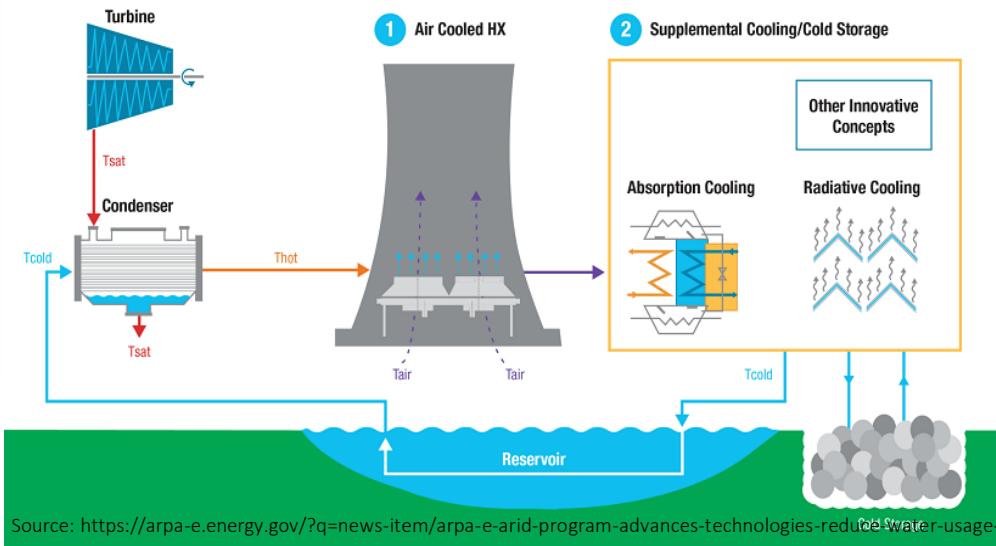 Turbine
1 Air Cooled HX
2 Supplemental Cooling/Cold Storage
Other Innovative
Concepts
Tsat
Absorption Cooling
Radiative Cooling
Condenser
Tcold
Thot
Tsat
Tair
Tair
Tcold
Reservoir
Source: https://arpa-e.energy.gov/?q=news-item/arpa-e-arid-program-advances-technologies-reduce-water-usage-
Cold Storage